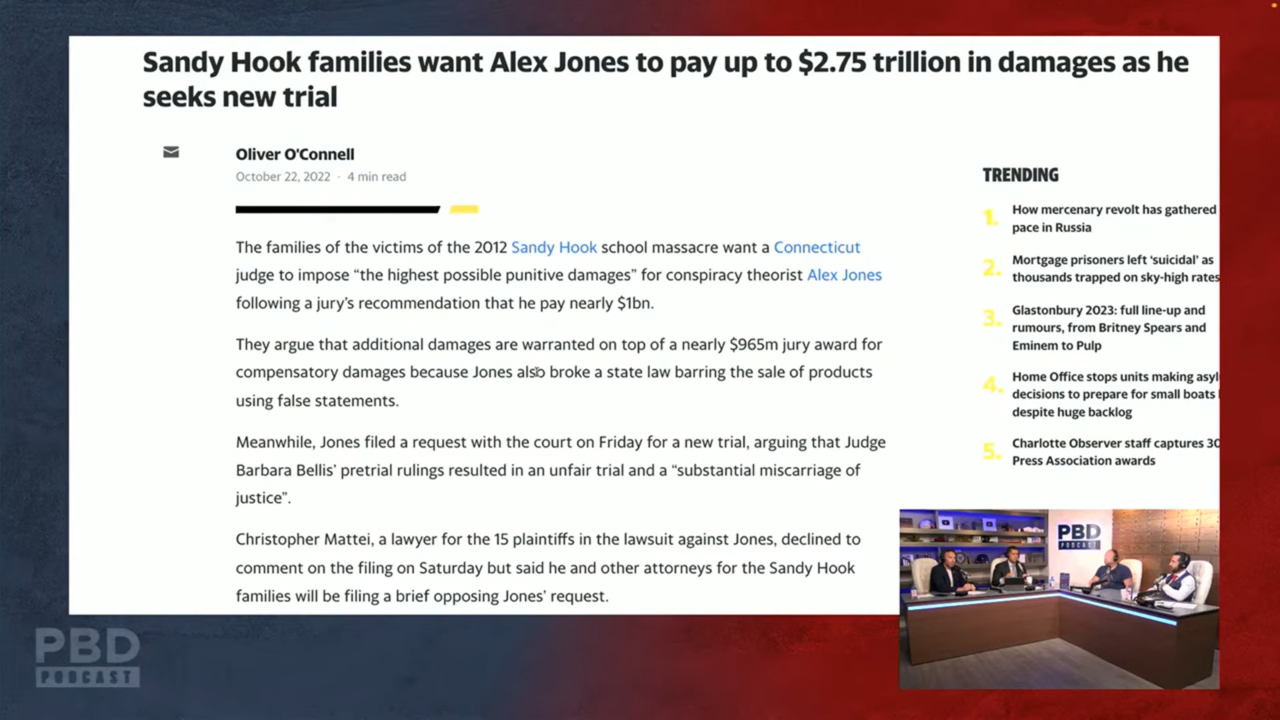 Sandy Hook families want Alex Jones to pay up to $2.75 trillion in damages as he
seeks new trial
Oliver O'Connell
October 22, 2022 · 4 min read
The families of the victims of the 2012 Sandy Hook school massacre want a Connecticut
judge to impose “the highest possible punitive damages” for conspiracy theorist Alex Jones
following a jury’s recommendation that he pay nearly $1bn.
They argue that additional damages are warranted on top of a nearly $965m jury award for
compensatory damages because Jones also broke a state law barring the sale of products
using false statements.
Meanwhile, Jones filed a request with the court on Friday for a new trial, arguing that Judge
Barbara Bellis’ pretrial rulings resulted in an unfair trial and a “substantial miscarriage of
justice”.
Christopher Mattei, a lawyer for the 15 plaintiffs in the lawsuit against Jones, declined to
comment on the filing on Saturday but said he and other attorneys for the Sandy Hook
families will be filing a brief opposing Jones’ request.
TRENDING
1. How mercenary revolt has gathered
pace in Russia
2. Mortgage prisoners left ‘suicidal’ as
thousands trapped on sky-high rates
3. Glastonbury 2023: full line-up and
rumours, from Britney Spears and
Eminem to Pulp
4. Home Office stops units making asyl
decisions to prepare for small boats
despite huge backlog
5. Charlotte Observer staff captures 30
Press Association awards
PBD
PODCAST
PBD
PODCAST